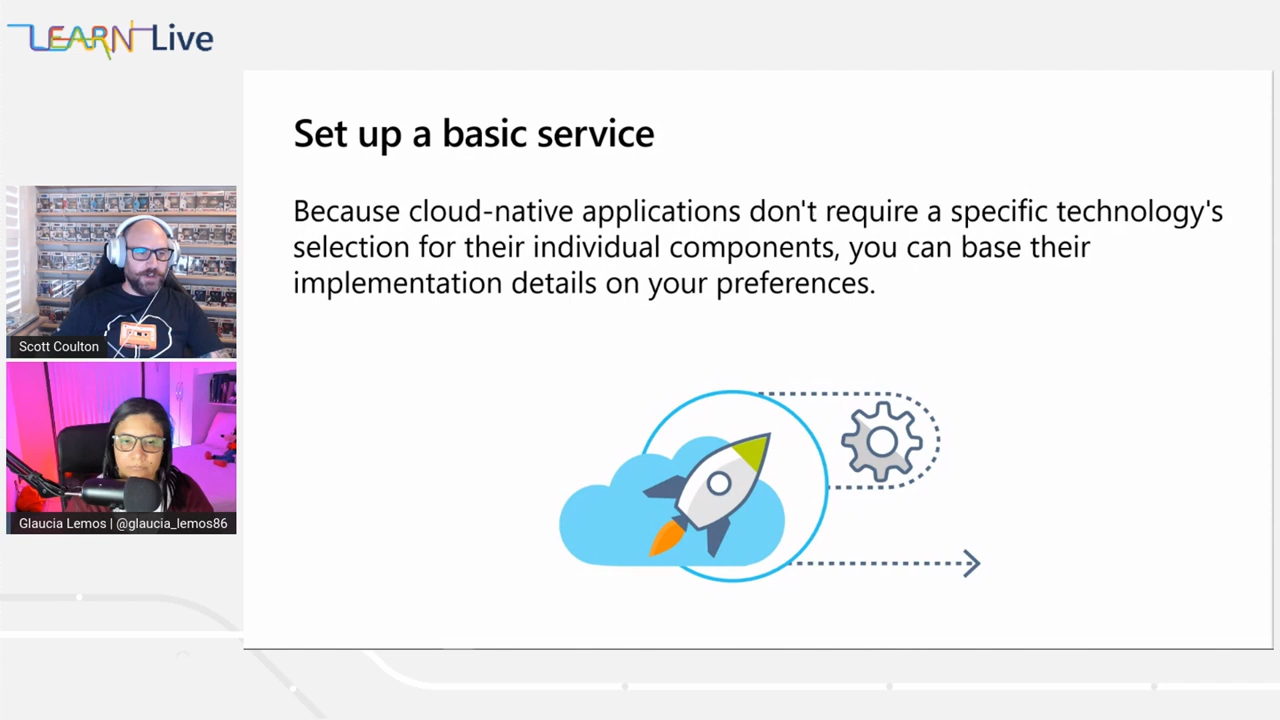 LEARN Live
Set up a basic service
Because cloud-native applications don't require a specific technology's
selection for their individual components, you can base their
implementation details on your preferences.
Scott Coulton
Glaucia Lemos | @glaucia_lemos86